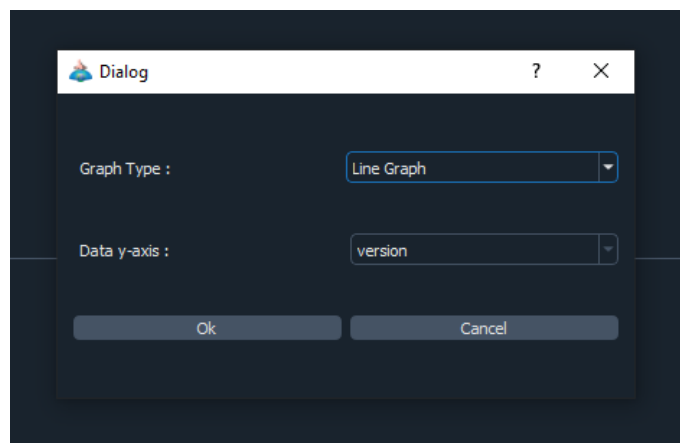 Dialog ?
Graph Type : Line Graph
Data y-axis : version
Ok Cancel